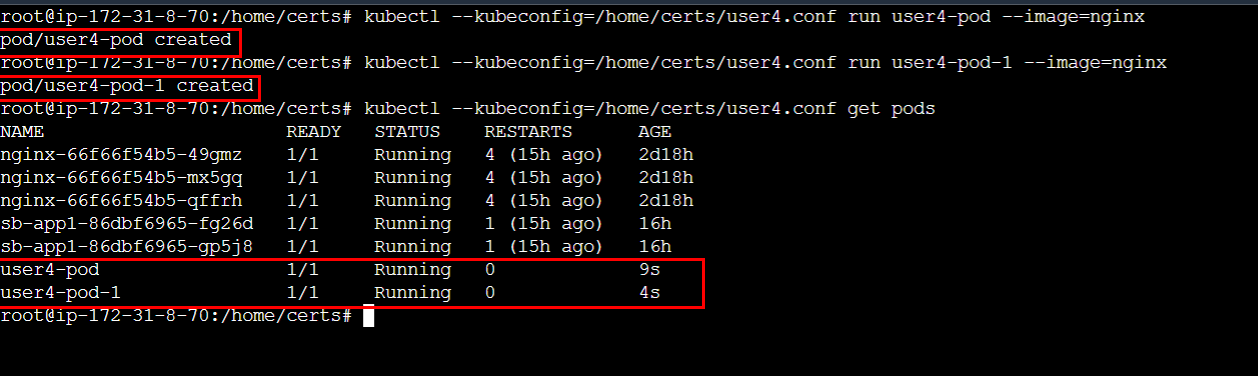 root@ip-172-31-8-70:/home/certs# kubectl --kubeconfig=/home/certs/user4.conf run user4-pod --image=nginx
pod/user4-pod created
root@ip-172-31-8-70:/home/certs# kubectl --kubeconfig=/home/certs/user4.conf run user4-pod-1 --image=nginx
pod/user4-pod-1 created
root@ip-172-31-8-70:/home/certs# kubectl --kubeconfig=/home/certs/user4.conf get pods
NAME READY STATUS RESTARTS AGE
nginx-66f66f54b5-49gmz 1/1 Running 4 (15h ago) 2d18h
nginx-66f66f54b5-mx5gq 1/1 Running 4 (15h ago) 2d18h
nginx-66f66f54b5-qffrh 1/1 Running 4 (15h ago) 2d18h
sb-app1-86dbf6965-fg26d 1/1 Running 1 (15h ago) 16h
sb-app1-86dbf6965-gp5j8 1/1 Running 1 (15h ago) 16h
user4-pod 1/1 Running 0 9s
user4-pod-1 1/1 Running 0 4s
root@ip-172-31-8-70:/home/certs#